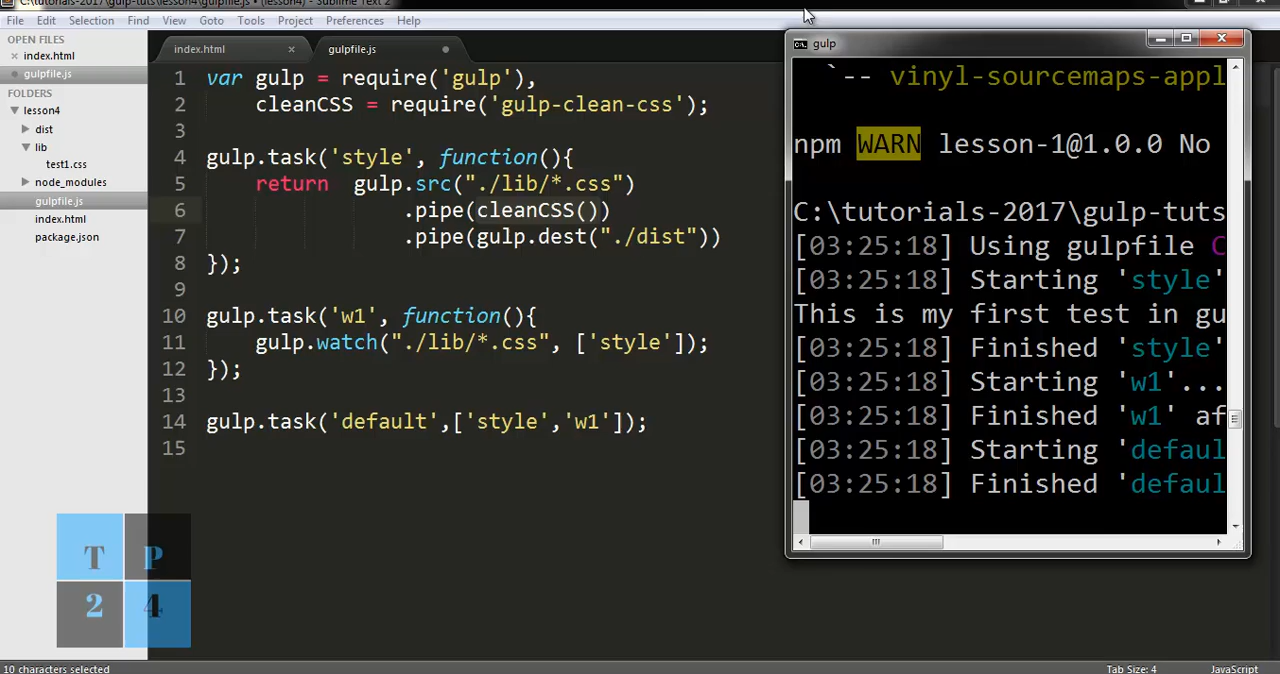 C:\tutorials-2017\gulp-tuts\lesson4\gulpfile.js • (lesson4) - Sublime Text 2
File Edit Selection Find View Goto Tools Project Preferences Help
OPEN FILES
index.html
gulpfile.js
FOLDERS
lesson4
dist
lib
test1.css
node_modules
gulpfile.js
index.html
package.json
index.html
gulpfile.js
1 var gulp = require('gulp'),
2 cleanCSS = require('gulp-clean-css');
3
4 gulp.task('style', function(){
5 return gulp.src("./lib/*.css")
6 .pipe(cleanCSS())
7 .pipe(gulp.dest("./dist"))
8 });
9
10 gulp.task('w1', function(){
11 gulp.watch("./lib/*.css", ['style']);
12 });
13
14 gulp.task('default',['style','w1']);
15
gulp
`-- vinyl-sourcemaps-appl
npm WARN lesson-1@1.0.0 No
C:\tutorials-2017\gulp-tuts
[03:25:18] Using gulpfile C
[03:25:18] Starting 'style'
This is my first test in gu
[03:25:18] Finished 'style'
[03:25:18] Starting 'w1'...
[03:25:18] Finished 'w1' af
[03:25:18] Starting 'defaul
[03:25:18] Finished 'defaul
T P
2 4
10 characters selected
Tab Size: 4
JavaScript